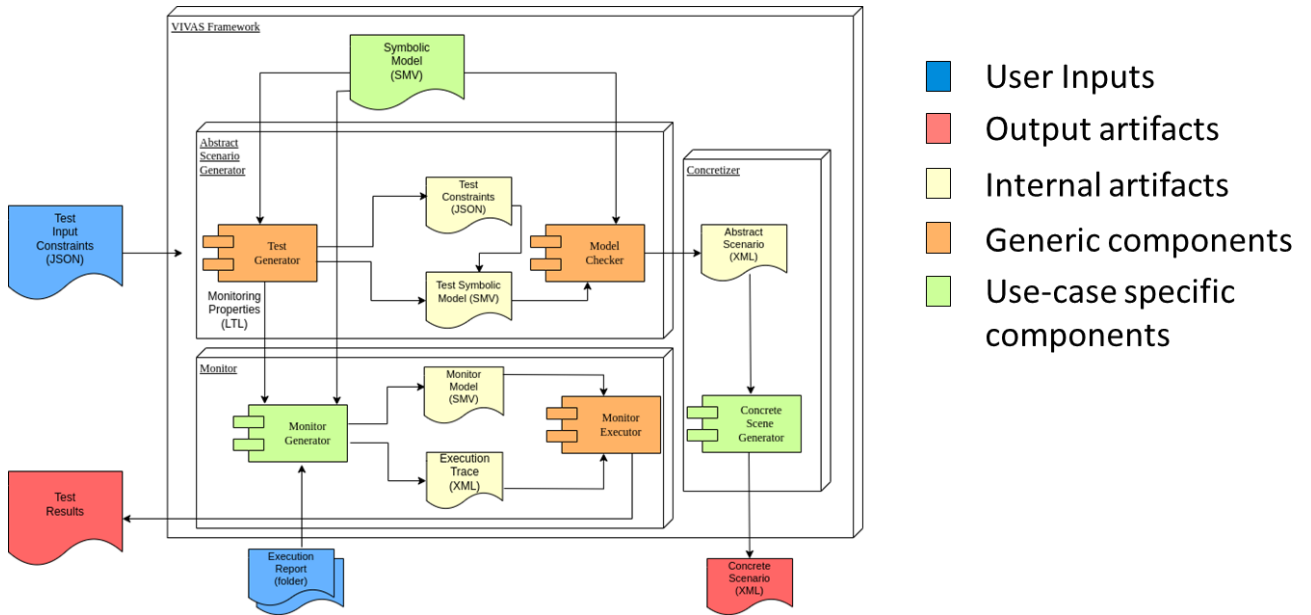 VIVAS Framework
Symbolic
Model
(SMV)
Abstract
Scenario
Generator
Test
Constraints
(JSON)
Test
Generator
Model
Checker
Test Symbolic
Model (SMV)
Monitoring
Properties
(LTL)
Concretizer
Abstract
Scenario
(XML)
Concrete
Scene
Generator
Test
Input
Constraints
(JSON)
Monitor
Monitor
Model
(SMV)
Monitor
Generator
Monitor
Executor
Execution
Trace
(XML)
Test
Results
Execution
Report
(folder)
Concrete
Scenario
(XML)
User Inputs
Output artifacts
Internal artifacts
Generic components
Use-case specific
components